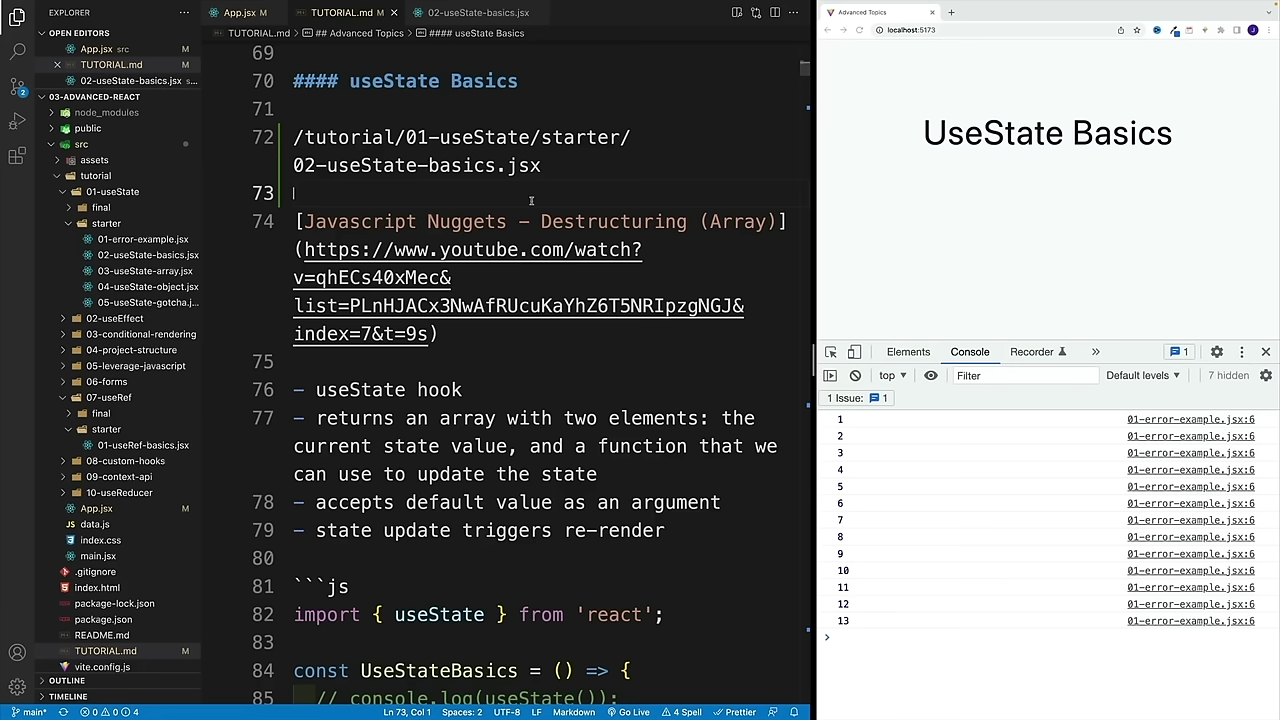 EXPLORER
OPEN EDITORS
App.jsx src M
TUTORIAL.md M
02-useState-basics.jsx s...
03-ADVANCED-REACT
node_modules
public
src
assets
tutorial
01-useState
final
starter
01-error-example.jsx
02-useState-basics.jsx
03-useState-array.jsx
04-useState-object.jsx
05-useState-gotcha.j...
02-useEffect
03-conditional-rendering
04-project-structure
05-leverage-javascript
06-forms
07-useRef
final
starter
01-useRef-basics.jsx
08-custom-hooks
09-context-api
10-useReducer
App.jsx M
data.js
index.css
main.jsx
.gitignore
index.html
package-lock.json
package.json
README.md
TUTORIAL.md M
vite.config.js
OUTLINE
TIMELINE
2
App.jsx M TUTORIAL.md M 02-useState-basics.jsx
TUTORIAL.md > ## Advanced Topics > #### useState Basics
69
70 #### useState Basics
71
72 /tutorial/01-useState/starter/
02-useState-basics.jsx
73
74 [Javascript Nuggets - Destructuring (Array)]
(https://www.youtube.com/watch?
v=qhECs40xMec&
list=PLnHJACx3NwAfRUcuKaYhZ6T5NRIpzgNGJ&
index=7&t=9s)
75
76 - useState hook
77 - returns an array with two elements: the
current state value, and a function that we
can use to update the state
78 - accepts default value as an argument
79 - state update triggers re-render
80
81 ```js
82 import { useState } from 'react';
83
84 const UseStateBasics = () => {
85 // console.log(useState());
main* 0 0 4 Ln 73, Col 1 Spaces: 2 UTF-8 LF Markdown Go Live 4 Spell Prettier
Advanced Topics
localhost:5173 J
UseState Basics
Elements Console Recorder 1
top Filter Default levels 7 hidden
1 Issue: 1
1 01-error-example.jsx:6
2 01-error-example.jsx:6
3 01-error-example.jsx:6
4 01-error-example.jsx:6
5 01-error-example.jsx:6
6 01-error-example.jsx:6
7 01-error-example.jsx:6
8 01-error-example.jsx:6
9 01-error-example.jsx:6
10 01-error-example.jsx:6
11 01-error-example.jsx:6
12 01-error-example.jsx:6
13 01-error-example.jsx:6